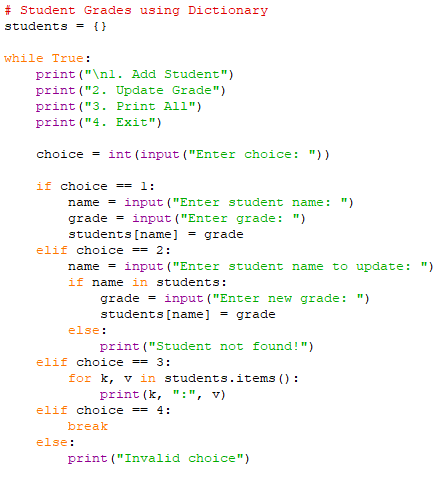 # Student Grades using Dictionary
students = {}

while True:
    print("\n1. Add Student")
    print("2. Update Grade")
    print("3. Print All")
    print("4. Exit")

    choice = int(input("Enter choice: "))

    if choice == 1:
        name = input("Enter student name: ")
        grade = input("Enter grade: ")
        students[name] = grade
    elif choice == 2:
        name = input("Enter student name to update: ")
        if name in students:
            grade = input("Enter new grade: ")
            students[name] = grade
        else:
            print("Student not found!")
    elif choice == 3:
        for k, v in students.items():
            print(k, ":", v)
    elif choice == 4:
        break
    else:
        print("Invalid choice")